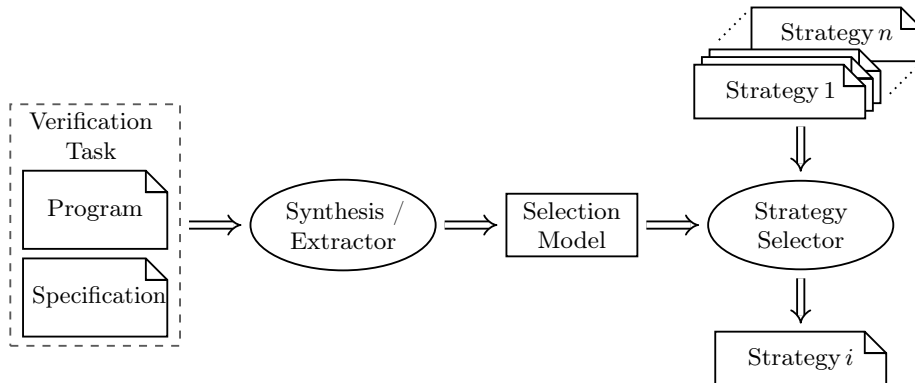 Strategy n
Strategy 1
Verification
Task
Program
Specification
Synthesis /
Extractor
Selection
Model
Strategy
Selector
Strategy i